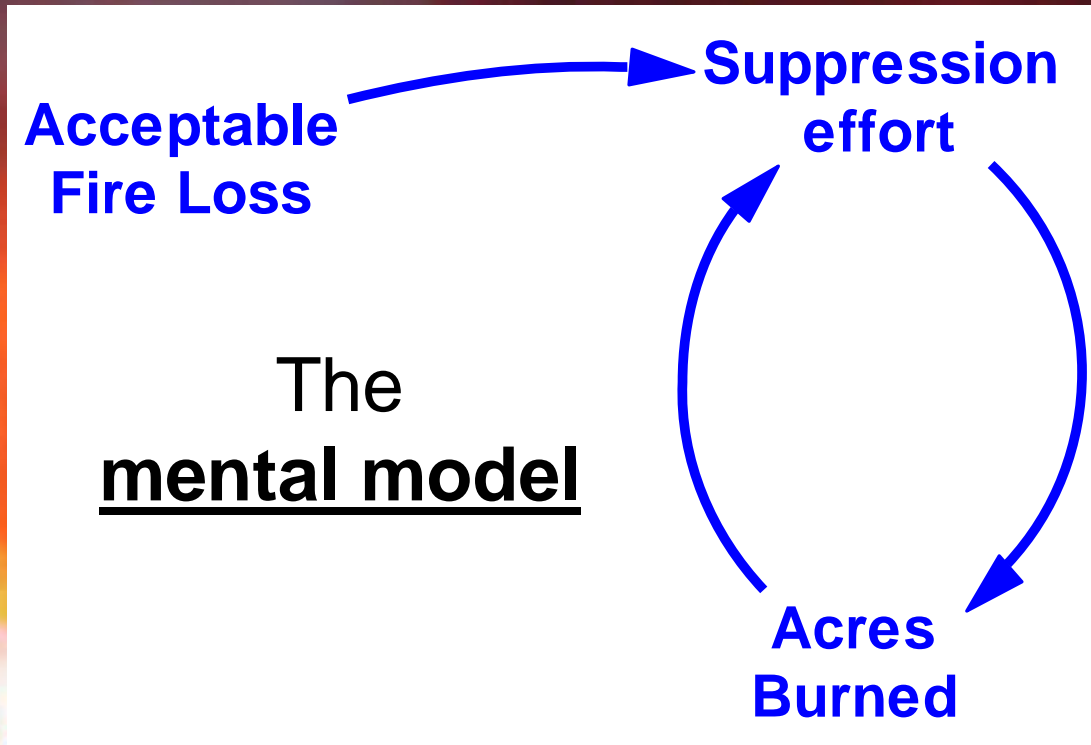 Acceptable
Fire Loss
Suppression
effort
The
mental model
Acres
Burned